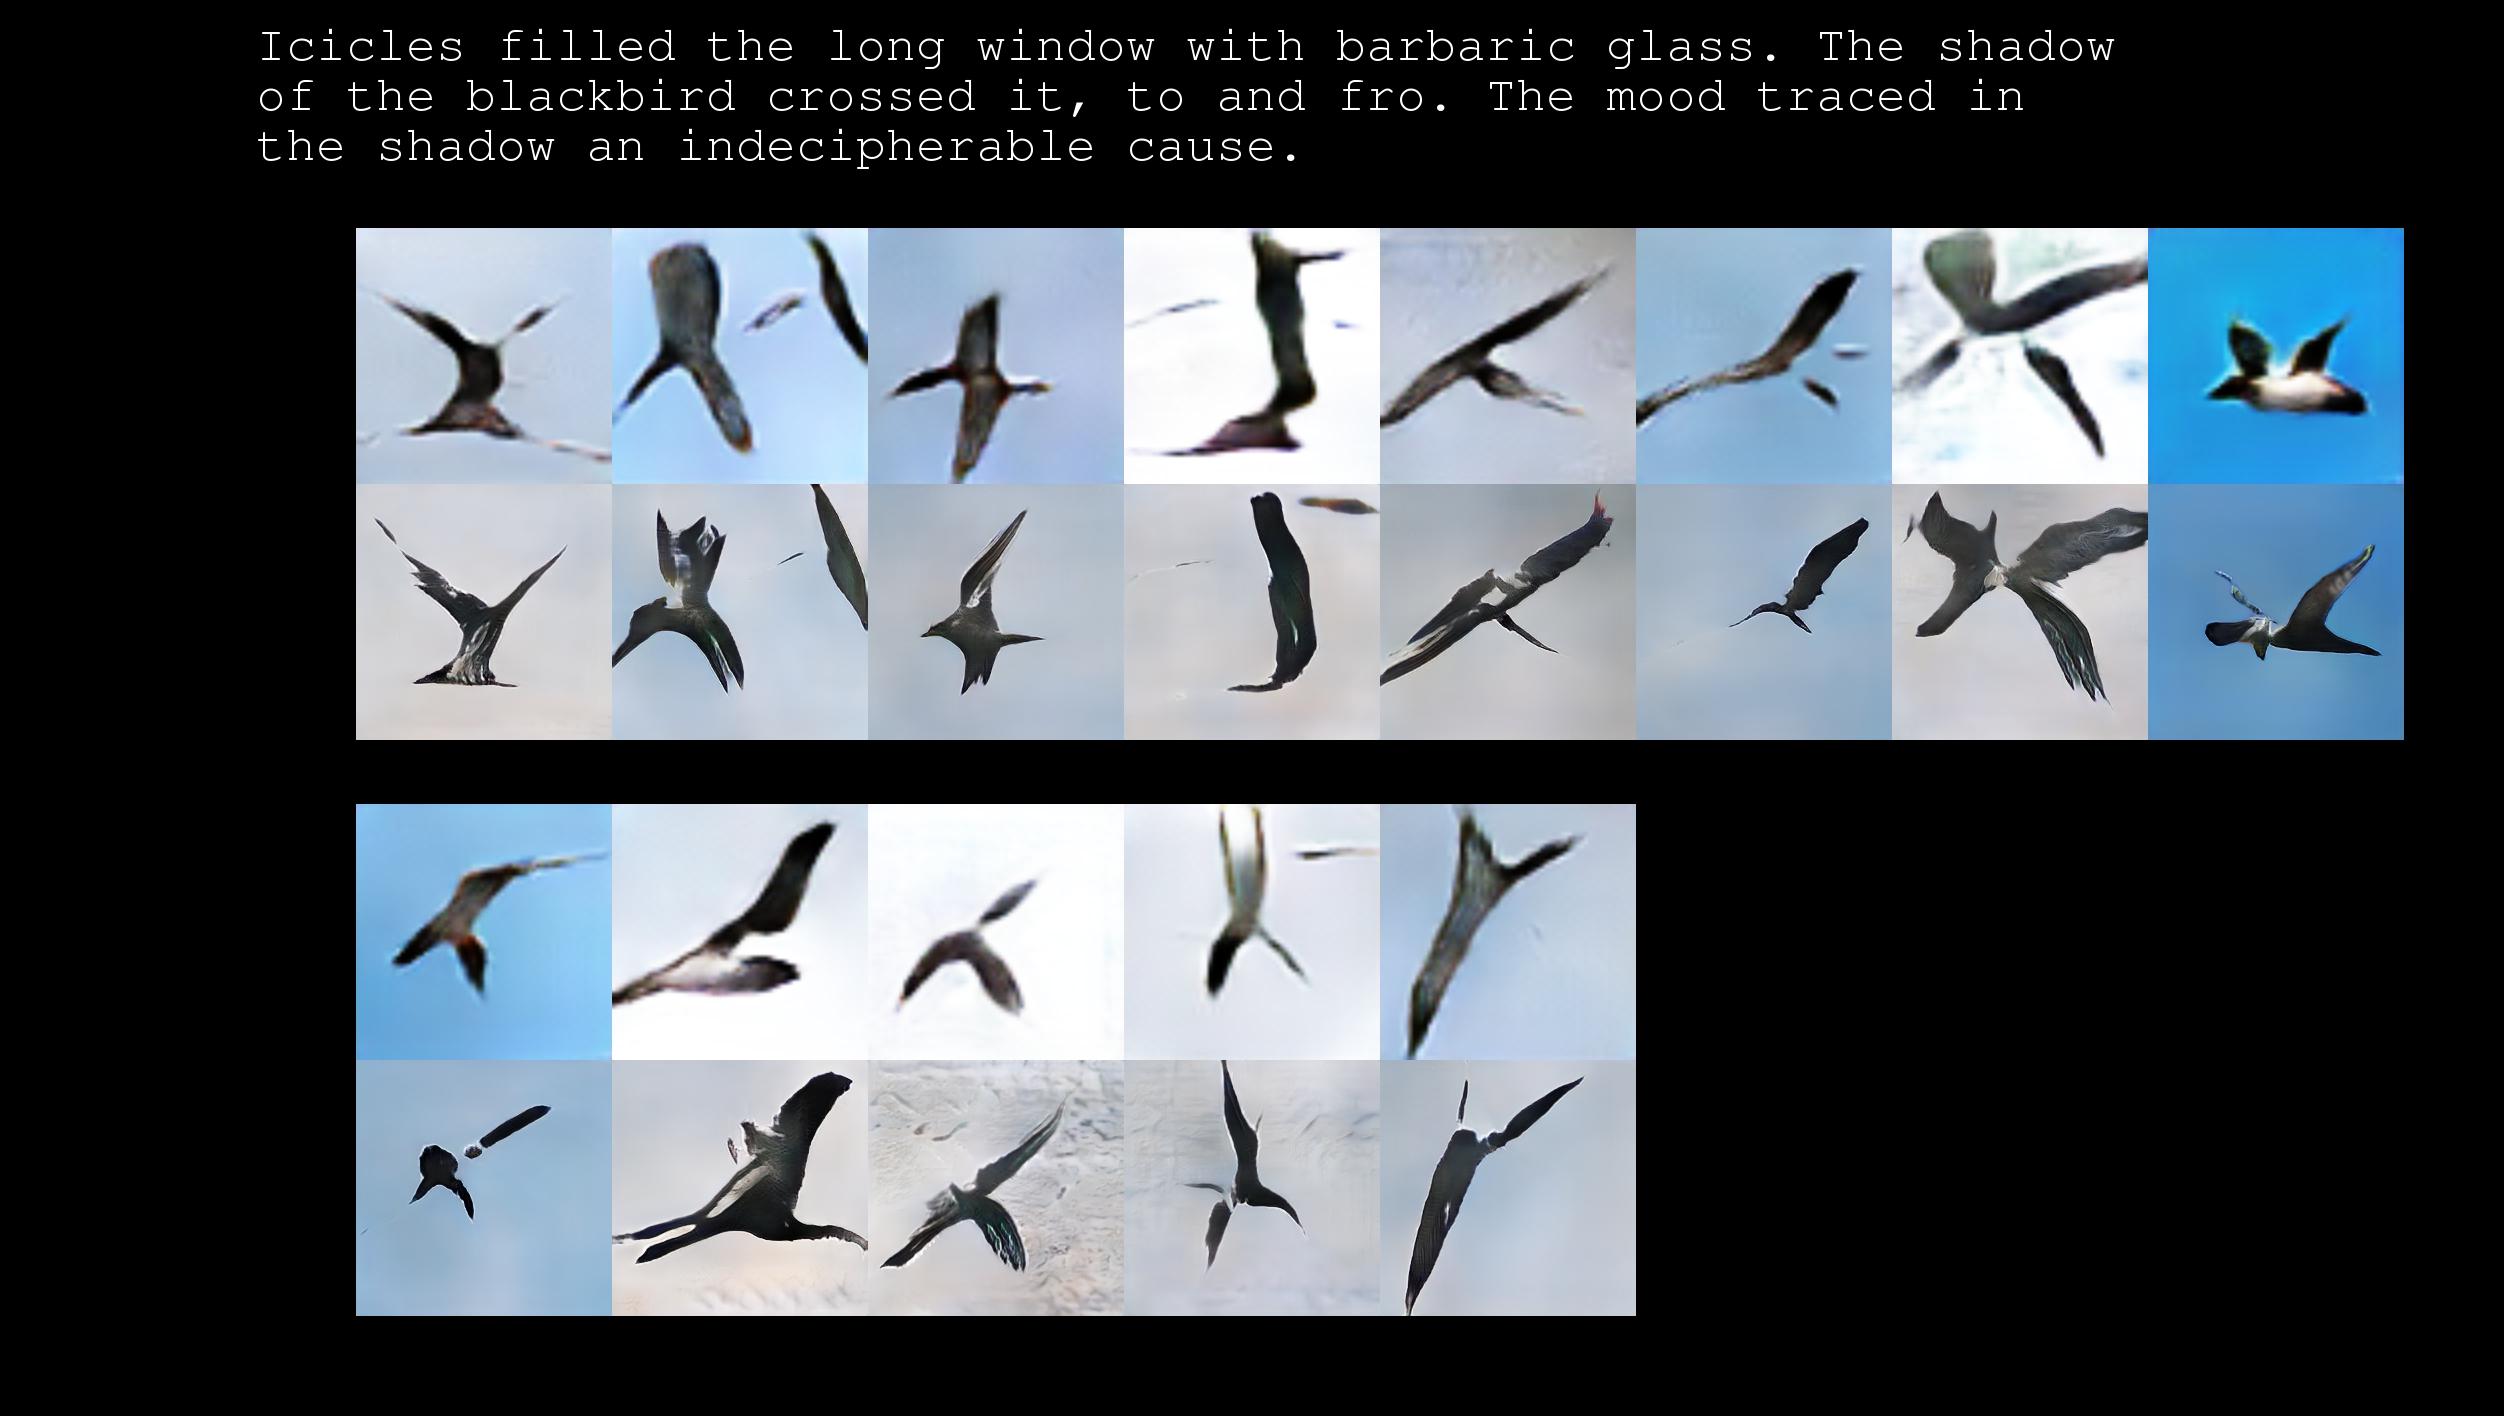 Icicles filled the long window with barbaric glass. The shadow
of the blackbird crossed it, to and fro. The mood traced in
the shadow an indecipherable cause.